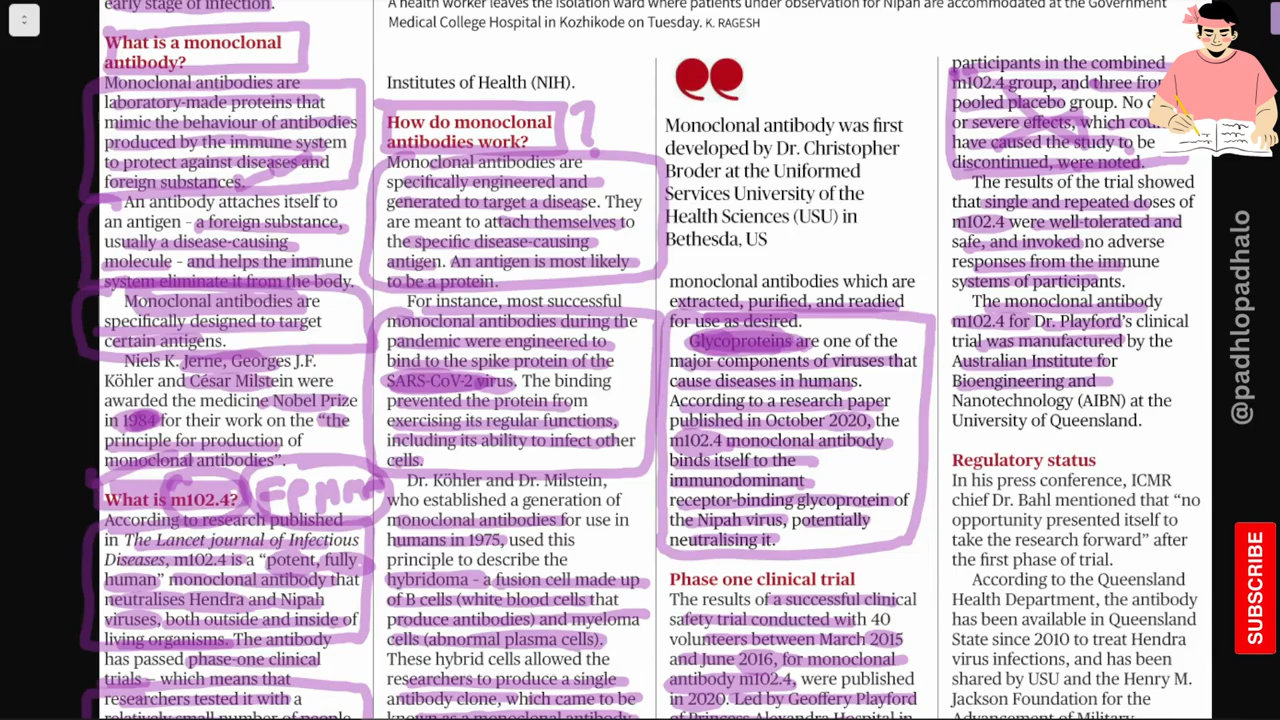 early stage of infection.
What is a monoclonal
antibody?
Monoclonal antibodies are
laboratory-made proteins that
mimic the behaviour of antibodies
produced by the immune system
to protect against diseases and
foreign substances.
An antibody attaches itself to
an antigen – a foreign substance,
usually a disease-causing
molecule – and helps the immune
system eliminate it from the body.
Monoclonal antibodies are
specifically designed to target
certain antigens.
Niels K. Jerne, Georges J.F.
Köhler and César Milstein were
awarded the medicine Nobel Prize
in 1984 for their work on the “the
principle for production of
monoclonal antibodies”.
What is m102.4?
According to research published
in The Lancet journal of Infectious
Diseases, m102.4 is a “potent, fully
human” monoclonal antibody that
neutralises Hendra and Nipah
viruses, both outside and inside of
living organisms. The antibody
has passed phase-one clinical
trials – which means that
researchers tested it with a
relatively small number of people
A health worker leaves the isolation ward where patients under observation for Nipah are accommodated at the Government
Medical College Hospital in Kozhikode on Tuesday. K. RAGESH
Institutes of Health (NIH).
How do monoclonal
antibodies work?
?
Monoclonal antibodies are
specifically engineered and
generated to target a disease. They
are meant to attach themselves to
the specific disease-causing
antigen. An antigen is most likely
to be a protein.
For instance, most successful
monoclonal antibodies during the
pandemic were engineered to
bind to the spike protein of the
SARS-CoV-2 virus. The binding
prevented the protein from
exercising its regular functions,
including its ability to infect other
cells.
Dr. Köhler and Dr. Milstein,
who established a generation of
monoclonal antibodies for use in
humans in 1975, used this
principle to describe the
hybridoma – a fusion cell made up
of B cells (white blood cells that
produce antibodies) and myeloma
cells (abnormal plasma cells).
These hybrid cells allowed the
researchers to produce a single
antibody clone, which came to be
known as a monoclonal antibody
Monoclonal antibody was first
developed by Dr. Christopher
Broder at the Uniformed
Services University of the
Health Sciences (USU) in
Bethesda, US
monoclonal antibodies which are
extracted, purified, and readied
for use as desired.
Glycoproteins are one of the
major components of viruses that
cause diseases in humans.
According to a research paper
published in October 2020, the
m102.4 monoclonal antibody
binds itself to the
immunodominant
receptor-binding glycoprotein of
the Nipah virus, potentially
neutralising it.
Phase one clinical trial
The results of a successful clinical
safety trial conducted with 40
volunteers between March 2015
and June 2016, for monoclonal
antibody m102.4, were published
in 2020. Led by Geoffery Playford
of Princess Alexandra Hospital in
participants in the combined
m102.4 group, and three from
pooled placebo group. No
or severe effects, which
have caused the study to be
discontinued, were noted.
The results of the trial showed
that single and repeated doses of
m102.4 were well-tolerated and
safe, and invoked no adverse
responses from the immune
systems of participants.
The monoclonal antibody
m102.4 for Dr. Playford’s clinical
trial was manufactured by the
Australian Institute for
Bioengineering and
Nanotechnology (AIBN) at the
University of Queensland.
Regulatory status
In his press conference, ICMR
chief Dr. Bahl mentioned that “no
opportunity presented itself to
take the research forward” after
the first phase of trial.
According to the Queensland
Health Department, the antibody
has been available in Queensland
State since 2010 to treat Hendra
virus infections, and has been
shared by USU and the Henry M.
Jackson Foundation for the
Advancement of Military
@padhlopadhalo
SUBSCRIBE